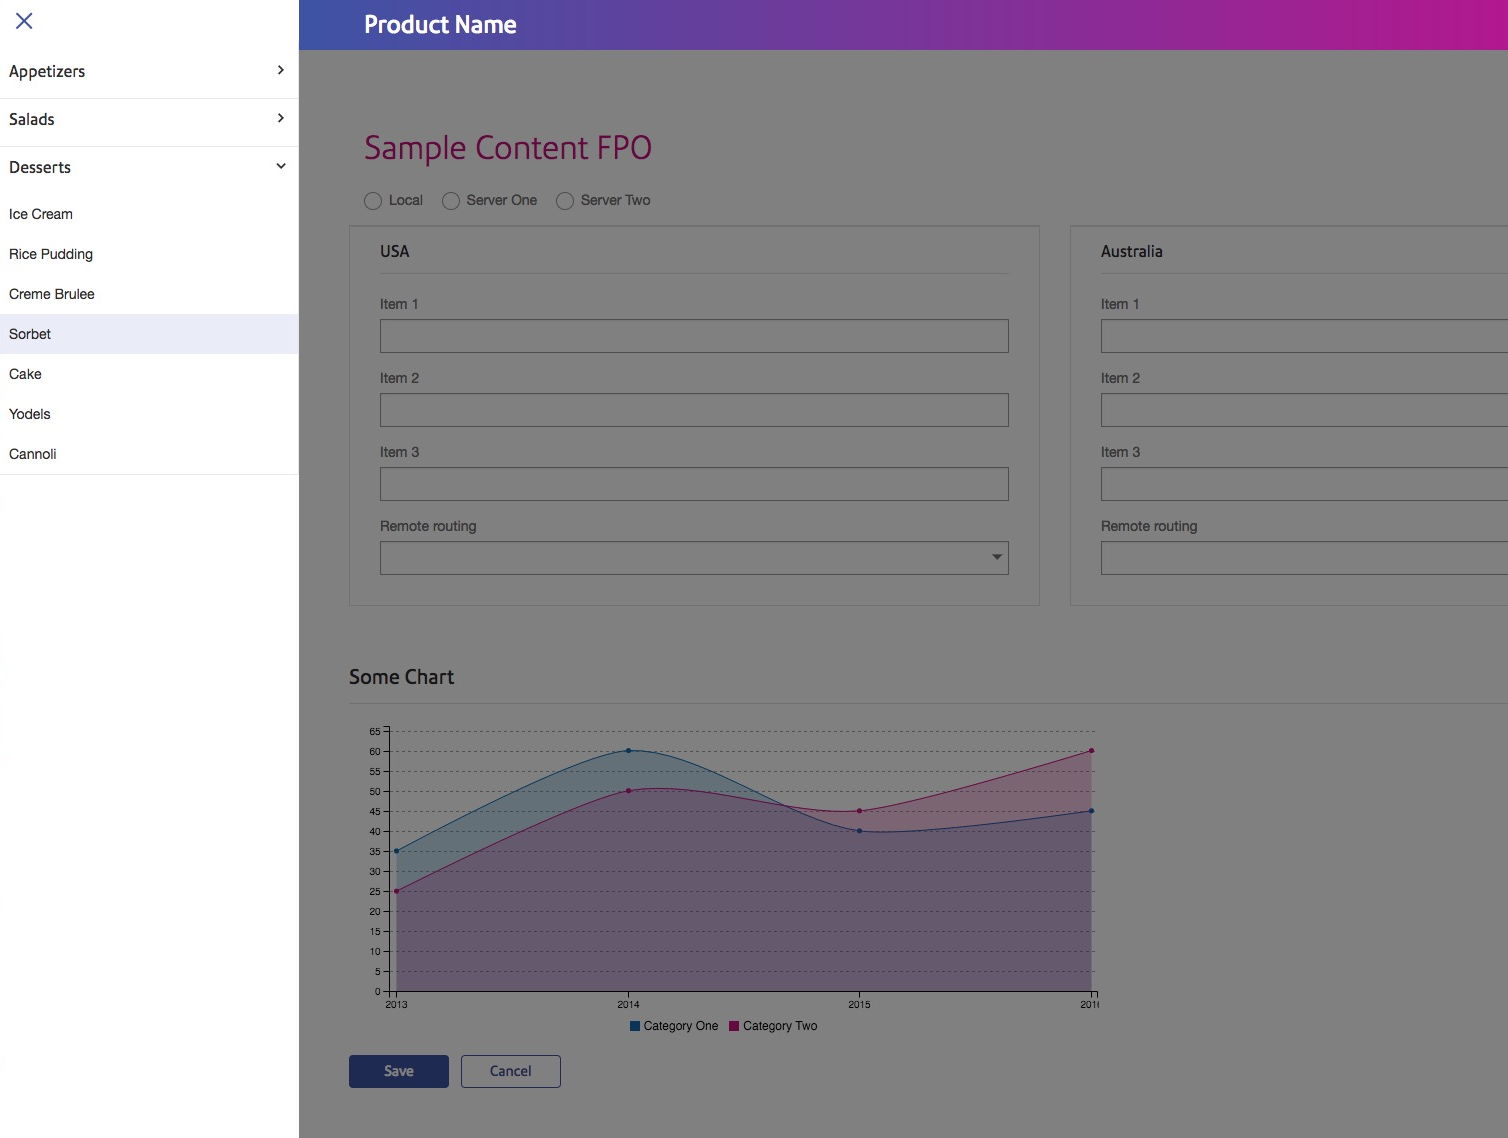 Product Name
Appetizers
Salads
Desserts
Ice Cream
Rice Pudding
Creme Brulee
Sorbet
Cake
Yodels
Cannoli
Sample Content FPO
Local Server One Server Two
USA
Item 1
Item 2
Item 3
Remote routing
Australia
Item 1
Item 2
Item 3
Remote routing
Some Chart
65
60
55
50
45
40
35
30
25
20
15
10
5
0
2013 2014 2015 2016
Category One Category Two
Save Cancel